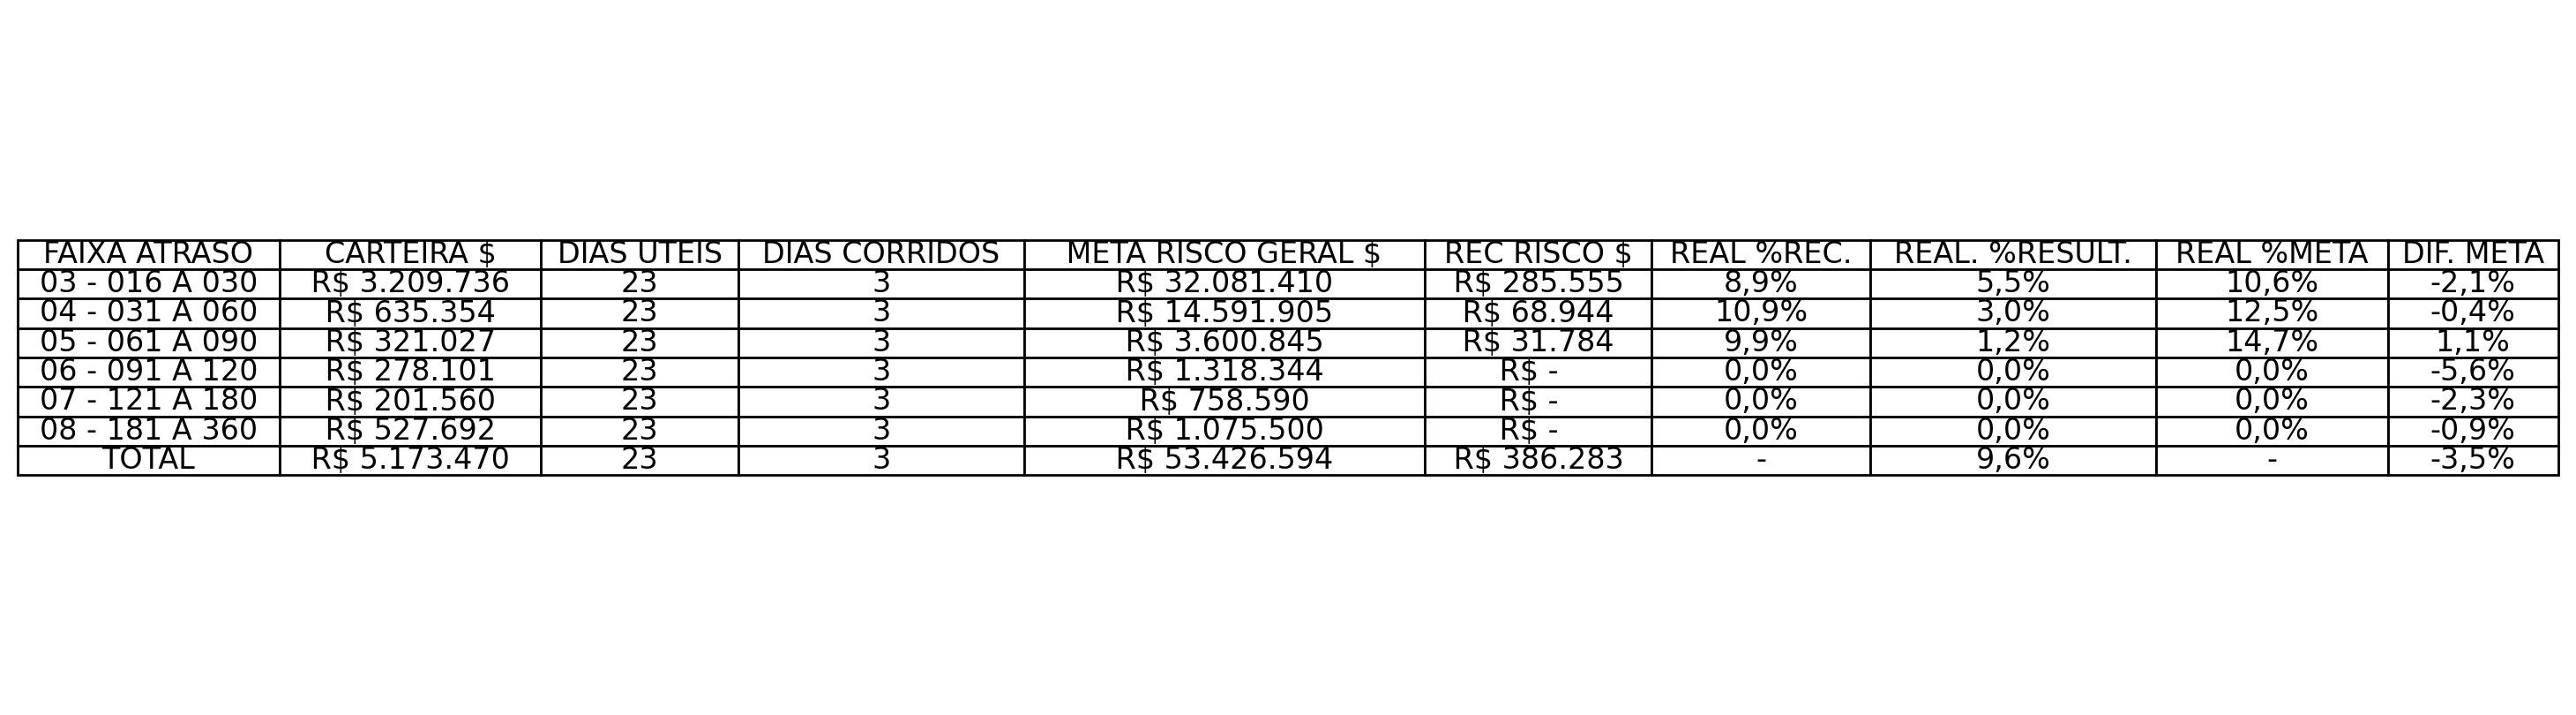 FAIXA ATRASO CARTEIRA $ DIAS UTEIS DIAS CORRIDOS META RISCO GERAL $ REC RISCO $ REAL %REC. REAL. %RESULT. REAL %META DIF. META
03 - 016 A 030 R$ 3.209.736 23 3 R$ 32.081.410 R$ 285.555 8,9% 5,5% 10,6% -2,1%
04 - 031 A 060 R$ 635.354 23 3 R$ 14.591.905 R$ 68.944 10,9% 3,0% 12,5% -0,4%
05 - 061 A 090 R$ 321.027 23 3 R$ 3.600.845 R$ 31.784 9,9% 1,2% 14,7% 1,1%
06 - 091 A 120 R$ 278.101 23 3 R$ 1.318.344 R$ - 0,0% 0,0% 0,0% -5,6%
07 - 121 A 180 R$ 201.560 23 3 R$ 758.590 R$ - 0,0% 0,0% 0,0% -2,3%
08 - 181 A 360 R$ 527.692 23 3 R$ 1.075.500 R$ - 0,0% 0,0% 0,0% -0,9%
TOTAL R$ 5.173.470 23 3 R$ 53.426.594 R$ 386.283 - 9,6% - -3,5%